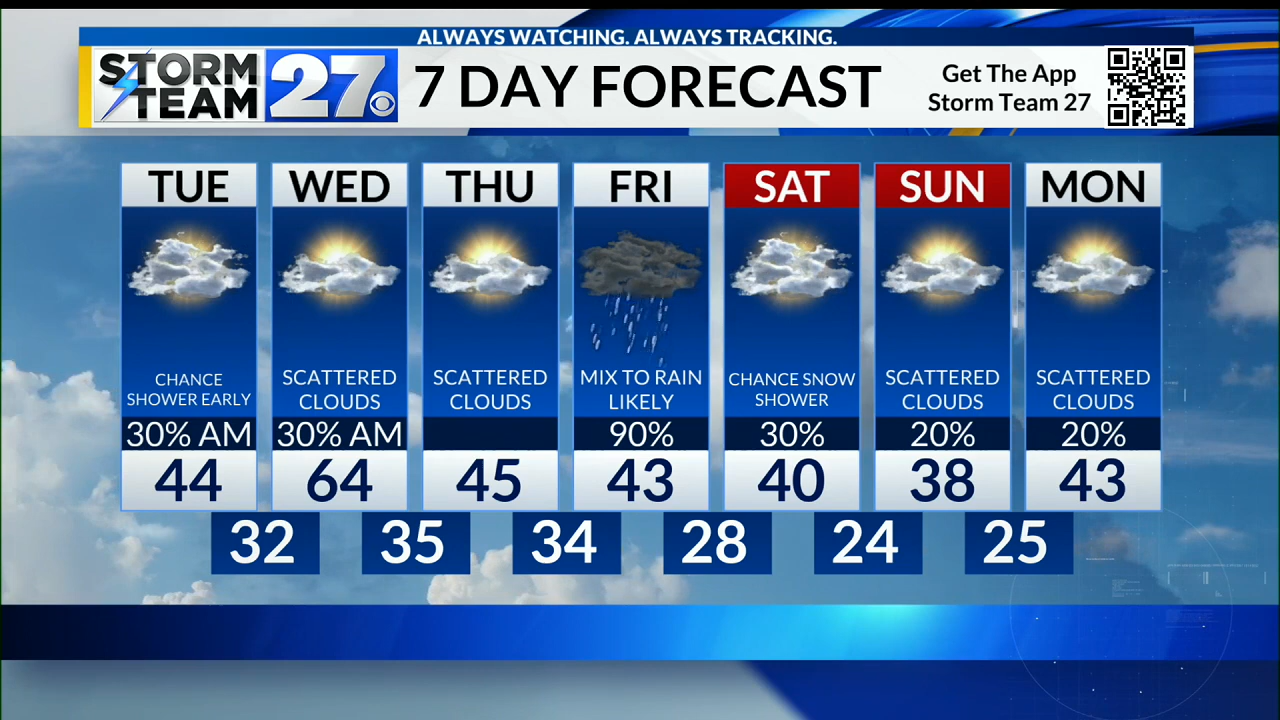 ALWAYS WATCHING. ALWAYS TRACKING.
STORM
TEAM
27
7 DAY FORECAST
Get The App
Storm Team 27
TUE WED THU FRI SAT SUN MON
CHANCE
SHOWER EARLY
SCATTERED
CLOUDS
SCATTERED
CLOUDS
MIX TO RAIN
LIKELY
CHANCE SNOW
SHOWER
SCATTERED
CLOUDS
SCATTERED
CLOUDS
30% AM 30% AM 90% 30% 20% 20%
44 64 45 43 40 38 43
32 35 34 28 24 25